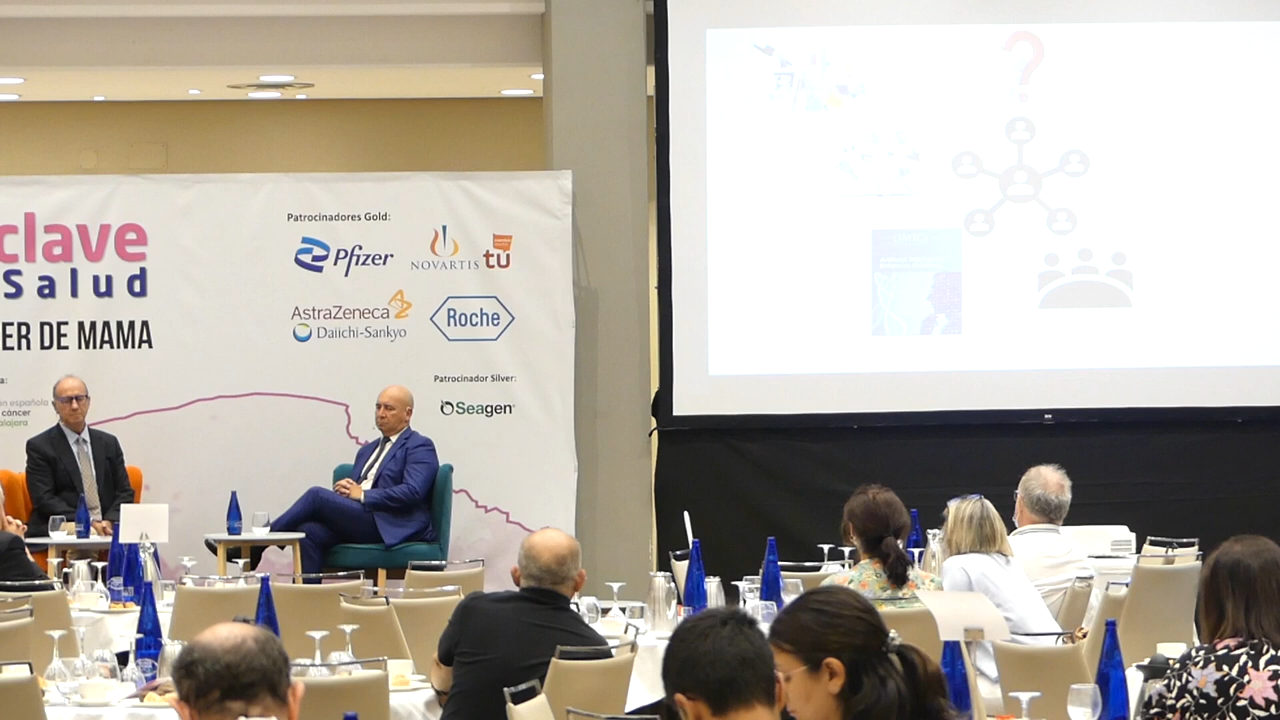 clave
Salud
ER DE MAMA
a:
en española
cáncer
alajara
Patrocinadores Gold:
Pfizer
NOVARTIS
tú
AstraZeneca
Daiichi-Sankyo
Roche
Patrocinador Silver:
Seagen
?